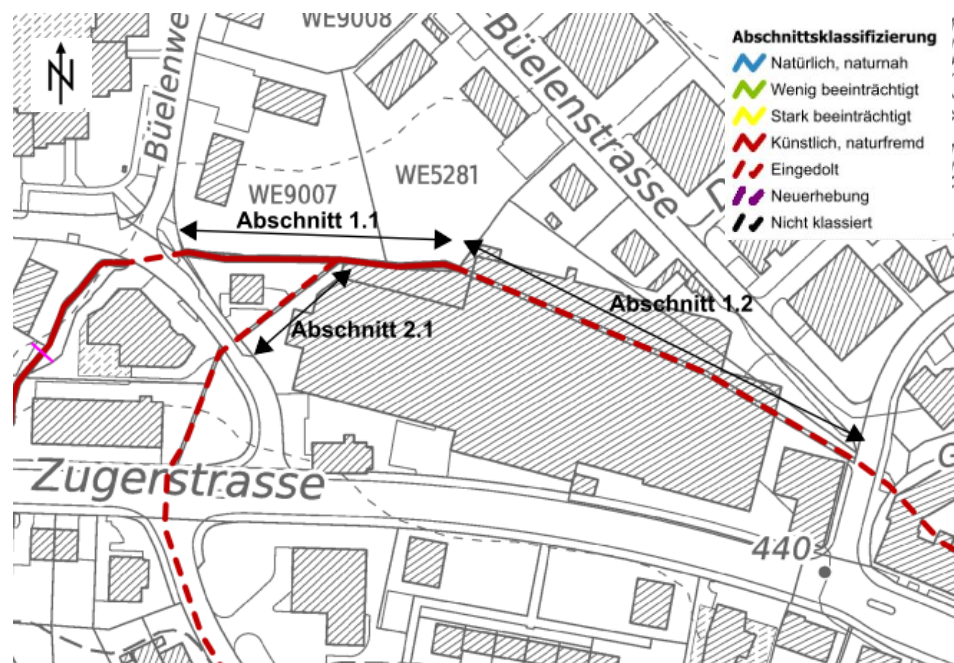 WE9008
Büelenwe
Büelenstrasse
N
Abschnittsklassifizierung
Natürlich, naturnah
Wenig beeinträchtigt
Stark beeinträchtigt
Künstlich, naturfremd
Eingedolt
Neuerhebung
Nicht klassiert
WE5281
WE9007
Abschnitt 1.1
Abschnitt 1.2
Abschnitt 2.1
Zugerstrasse
G
440